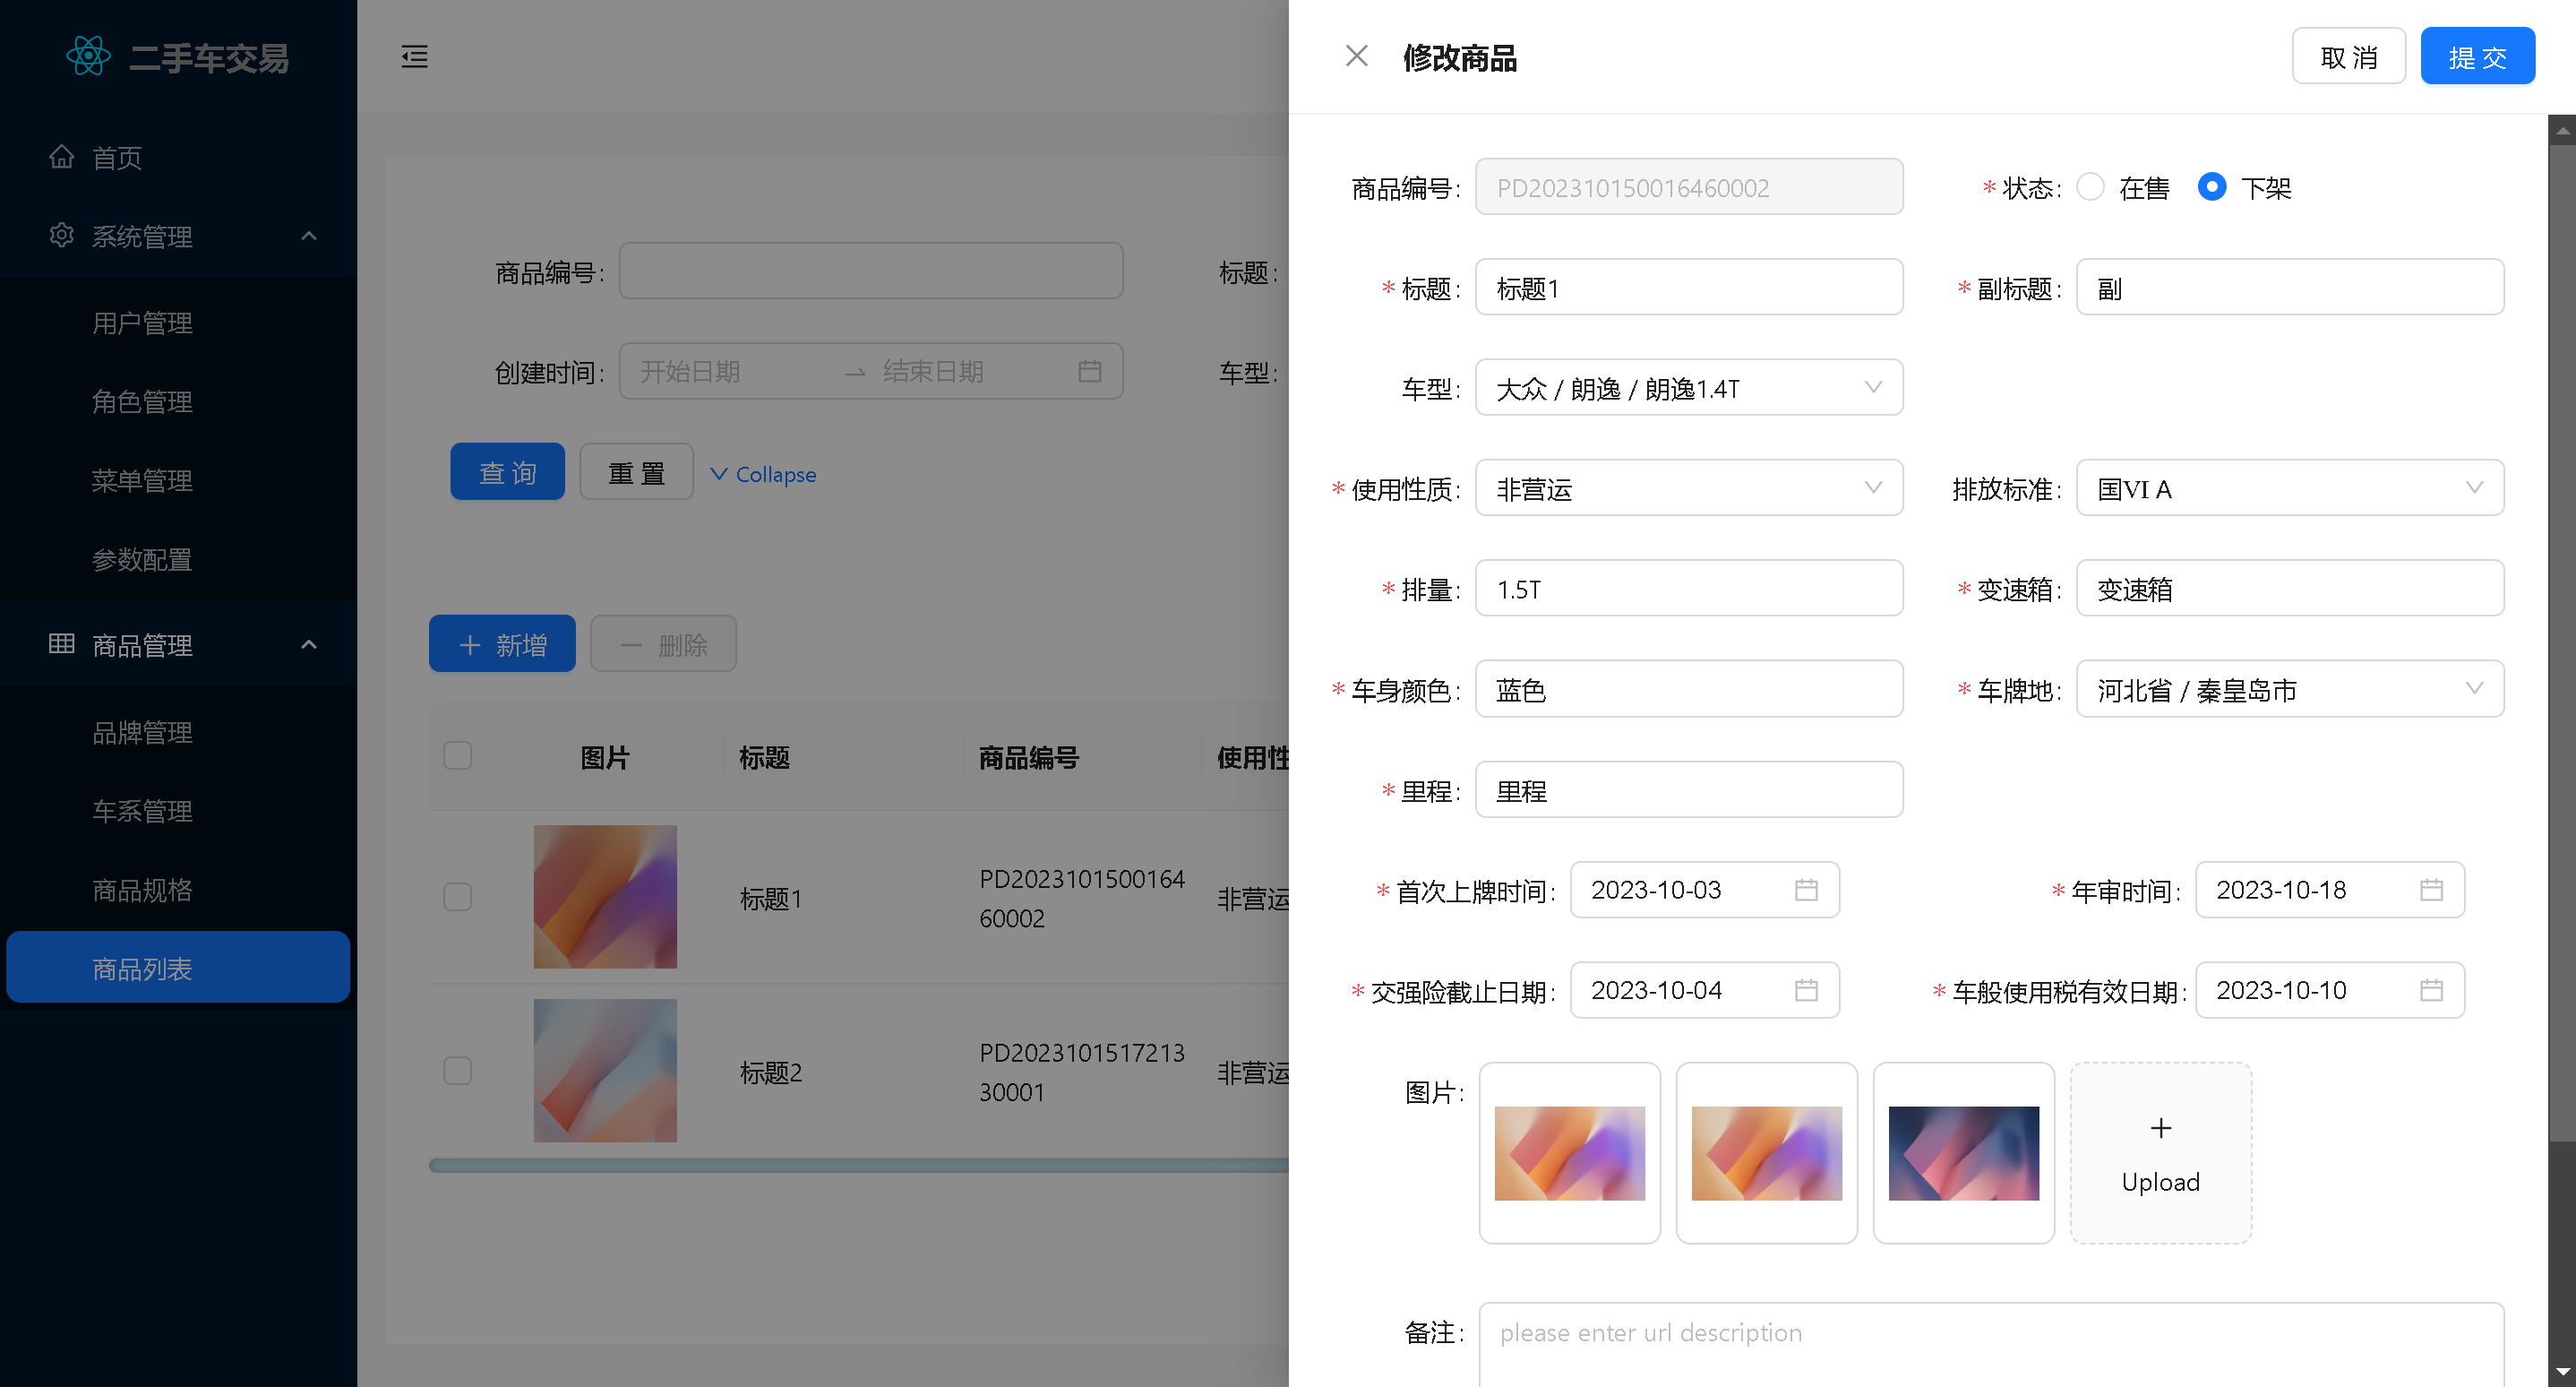 二手车交易
首页
系统管理
用户管理
角色管理
菜单管理
参数配置
商品管理
品牌管理
车系管理
商品规格
商品列表
商品编号:
标题:
创建时间: 开始日期 结束日期
车型:
查 询 重 置 Collapse
新增 删除
图片 标题 商品编号 使用性
标题1 PD2023101500164
60002 非营运
标题2 PD2023101517213
30001 非营运
修改商品 取 消 提 交
商品编号: PD202310150016460002 * 状态: 在售 下架
* 标题: 标题1 * 副标题: 副
车型: 大众 / 朗逸 / 朗逸1.4T
* 使用性质: 非营运 排放标准: 国VI A
* 排量: 1.5T * 变速箱: 变速箱
* 车身颜色: 蓝色 * 车牌地: 河北省 / 秦皇岛市
* 里程: 里程
* 首次上牌时间: 2023-10-03 * 年审时间: 2023-10-18
* 交强险截止日期: 2023-10-04 * 车般使用税有效日期: 2023-10-10
图片: Upload
备注: please enter url description